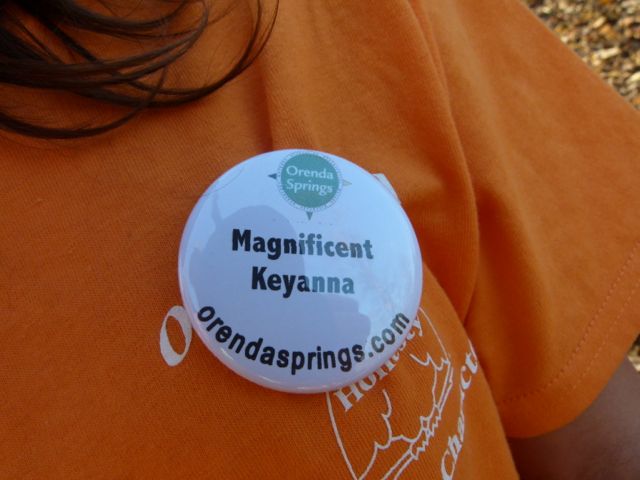 Orenda
Springs
Magnificent
Keyanna
orendasprings.com